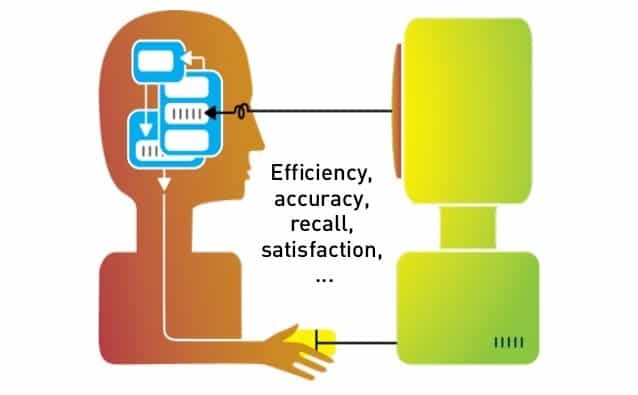 Efficiency,
accuracy,
recall,
satisfaction,
...